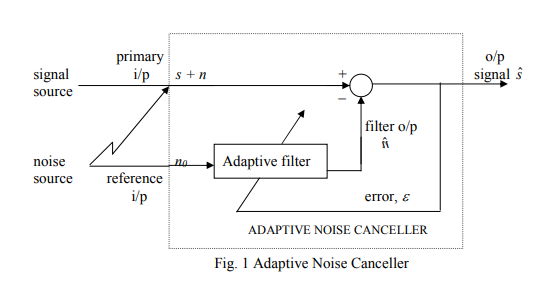 primary
i/p
signal
source
s + n
+
−
o/p
signal ŝ
filter o/p
n̂
noise
source
reference
i/p
n₀
Adaptive filter
error, ε
ADAPTIVE NOISE CANCELLER
Fig. 1 Adaptive Noise Canceller